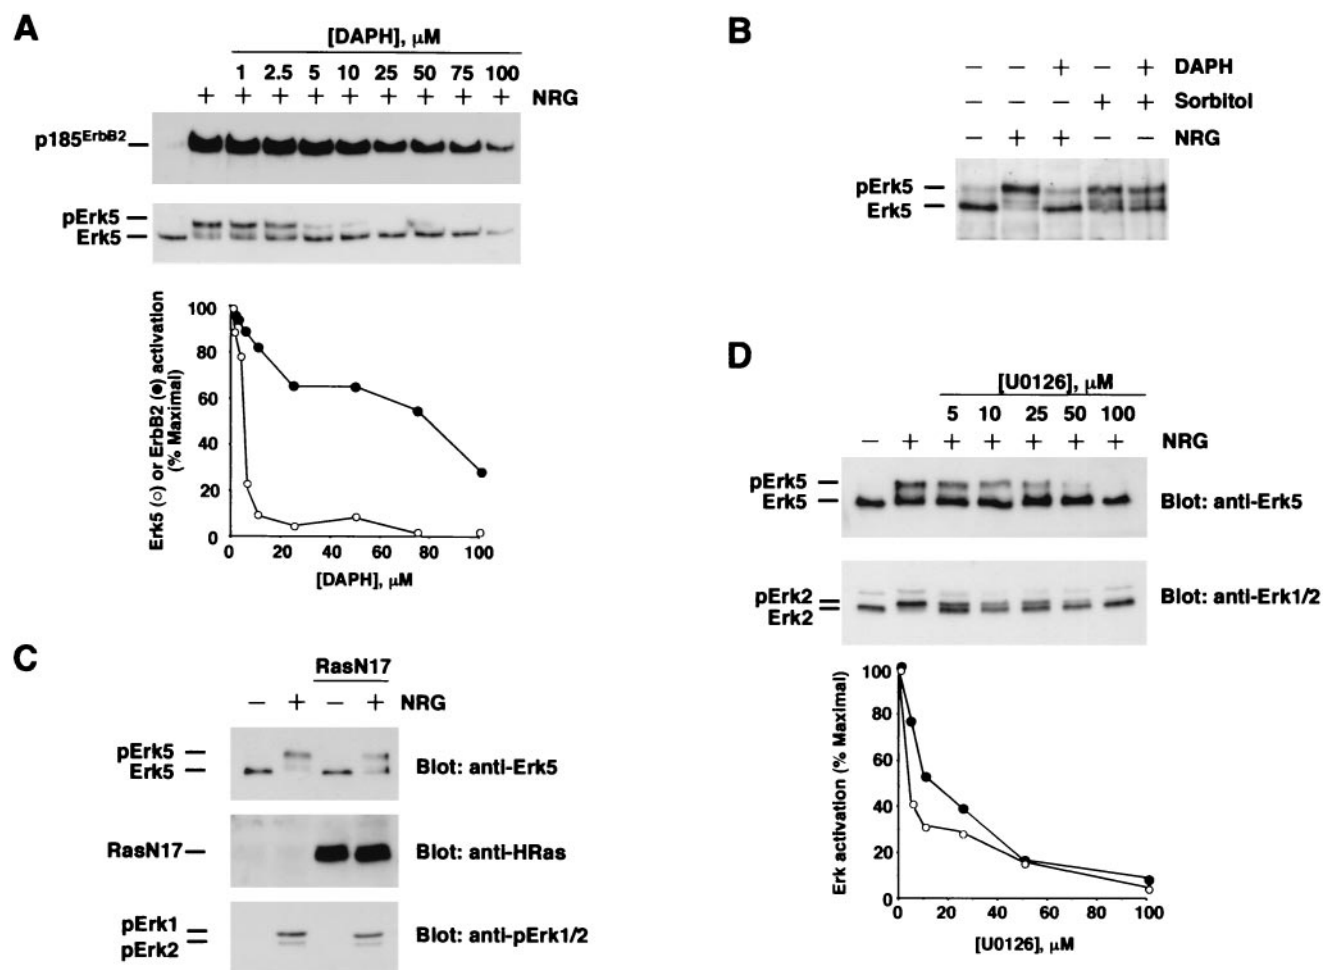 A
[DAPH], μM
1 2.5 5 10 25 50 75 100
+ + + + + + + + + NRG
p185ErbB2
pErk5
Erk5
Erk5 (○) or ErbB2 (●) activation
(% Maximal)
100
80
60
40
20
0
0 20 40 60 80 100
[DAPH], μM
B
− − + − + DAPH
− − − + + Sorbitol
− + + − − NRG
pErk5
Erk5
C
RasN17
− + − + NRG
pErk5
Erk5
Blot: anti-Erk5
RasN17
Blot: anti-HRas
pErk1
pErk2
Blot: anti-pErk1/2
D
[U0126], μM
5 10 25 50 100
− + + + + + + NRG
pErk5
Erk5
Blot: anti-Erk5
pErk2
Erk2
Blot: anti-Erk1/2
Erk activation (% Maximal)
100
80
60
40
20
0
0 20 40 60 80 100
[U0126], μM